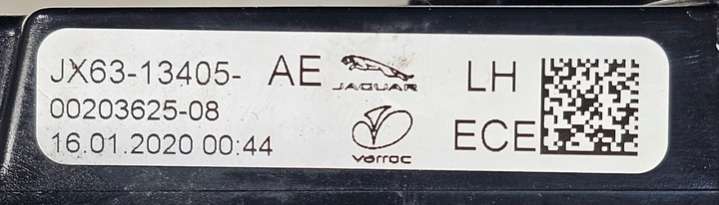 JX63-13405- AE JAGUAR LH
00203625-08
16.01.2020 00:44 varroc ECE